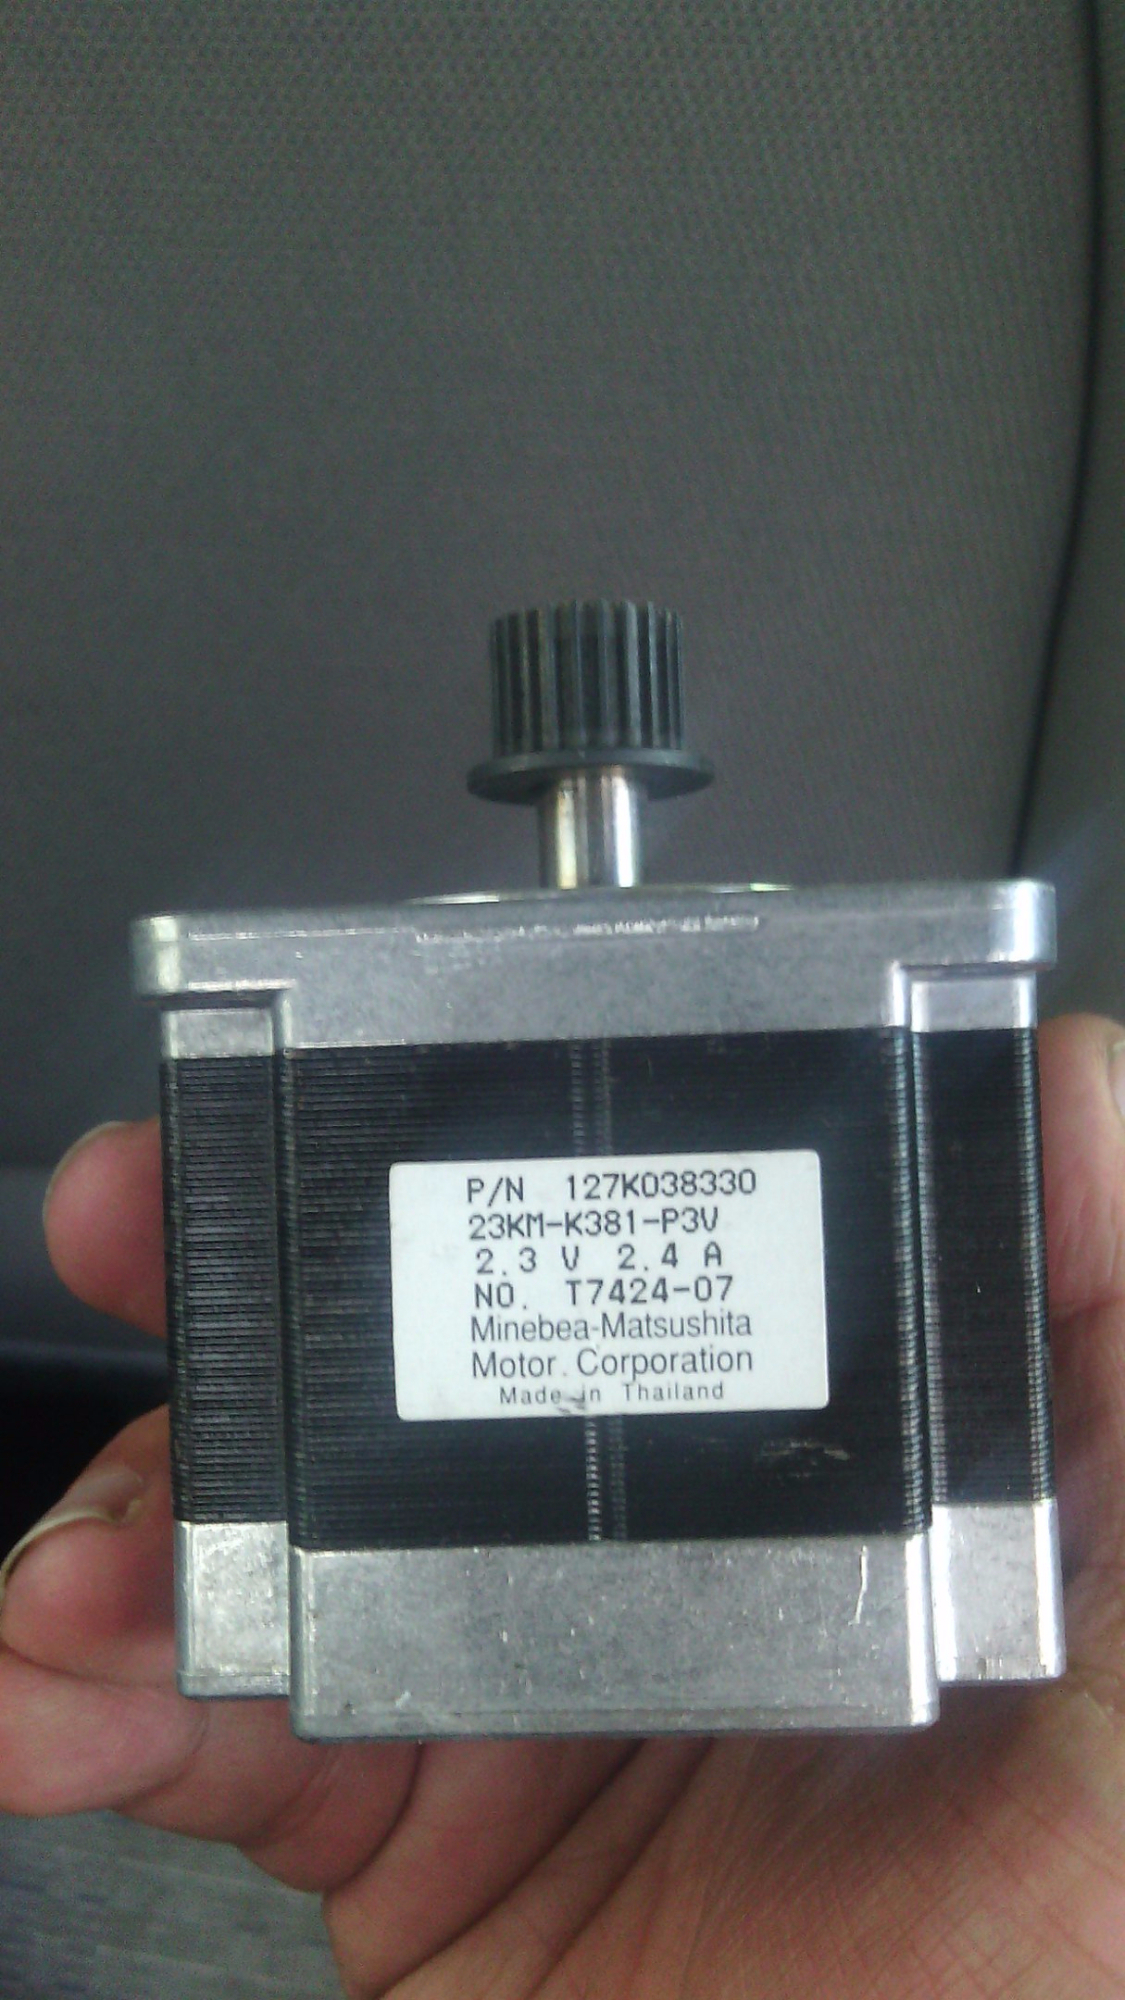 P/N 127K038330
23KM-K381-P3V
2.3 V 2.4 A
NO. T7424-07
Minebea-Matsushita
Motor Corporation
Made in Thailand